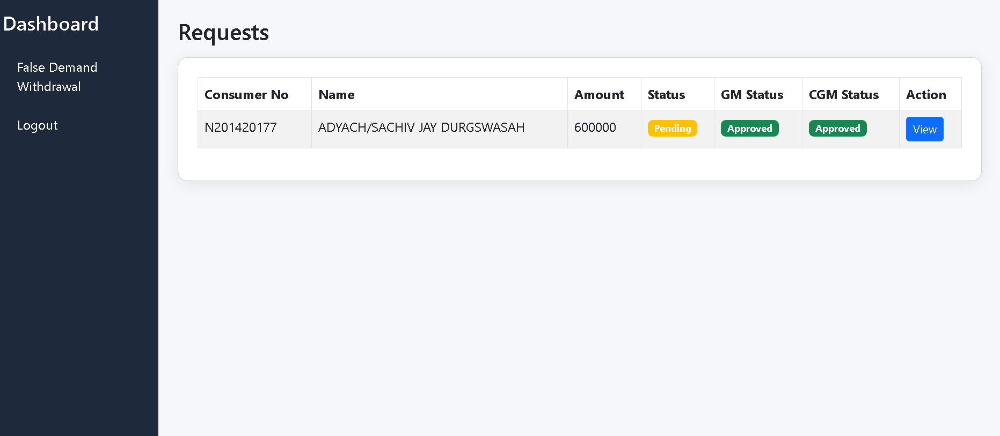 Dashboard
False Demand
Withdrawal
Logout
Requests
Consumer No Name Amount Status GM Status CGM Status Action
N201420177 ADYACH/SACHIV JAY DURGSWASAH 600000 Pending Approved Approved View